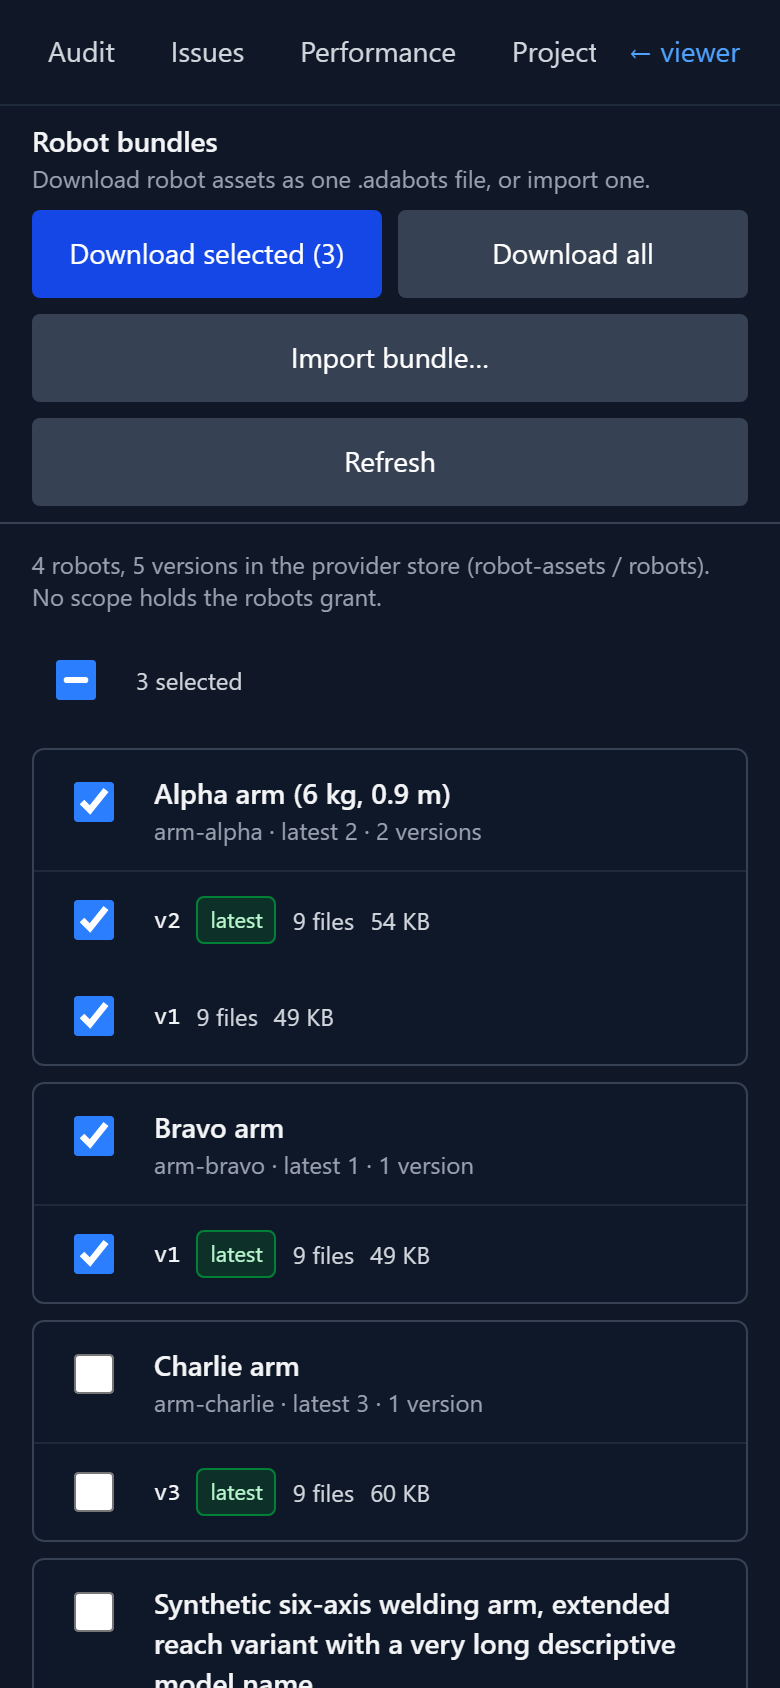 Audit Issues Performance Project ← viewer
Robot bundles
Download robot assets as one .adabots file, or import one.
Download selected (3) Download all
Import bundle...
Refresh
4 robots, 5 versions in the provider store (robot-assets / robots).
No scope holds the robots grant.
3 selected
Alpha arm (6 kg, 0.9 m)
arm-alpha · latest 2 · 2 versions
v2 latest 9 files 54 KB
v1 9 files 49 KB
Bravo arm
arm-bravo · latest 1 · 1 version
v1 latest 9 files 49 KB
Charlie arm
arm-charlie · latest 3 · 1 version
v3 latest 9 files 60 KB
Synthetic six-axis welding arm, extended
reach variant with a very long descriptive
model name